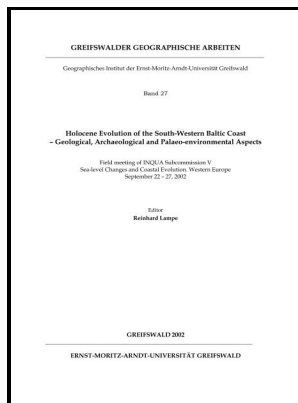 GREIFSWALDER GEOGRAPHISCHE ARBEITEN
Geographisches Institut der Ernst-Moritz-Arndt-Universität Greifswald
Band 27
Holocene Evolution of the South-Western Baltic Coast
– Geological, Archaeological and Palaeo-environmental Aspects
Field meeting of INQUA Subcommission V
Sea-level Changes and Coastal Evolution, Western Europe
September 22 – 27, 2002
Editor
Reinhard Lampe
GREIFSWALD 2002
ERNST-MORITZ-ARNDT-UNIVERSITÄT GREIFSWALD